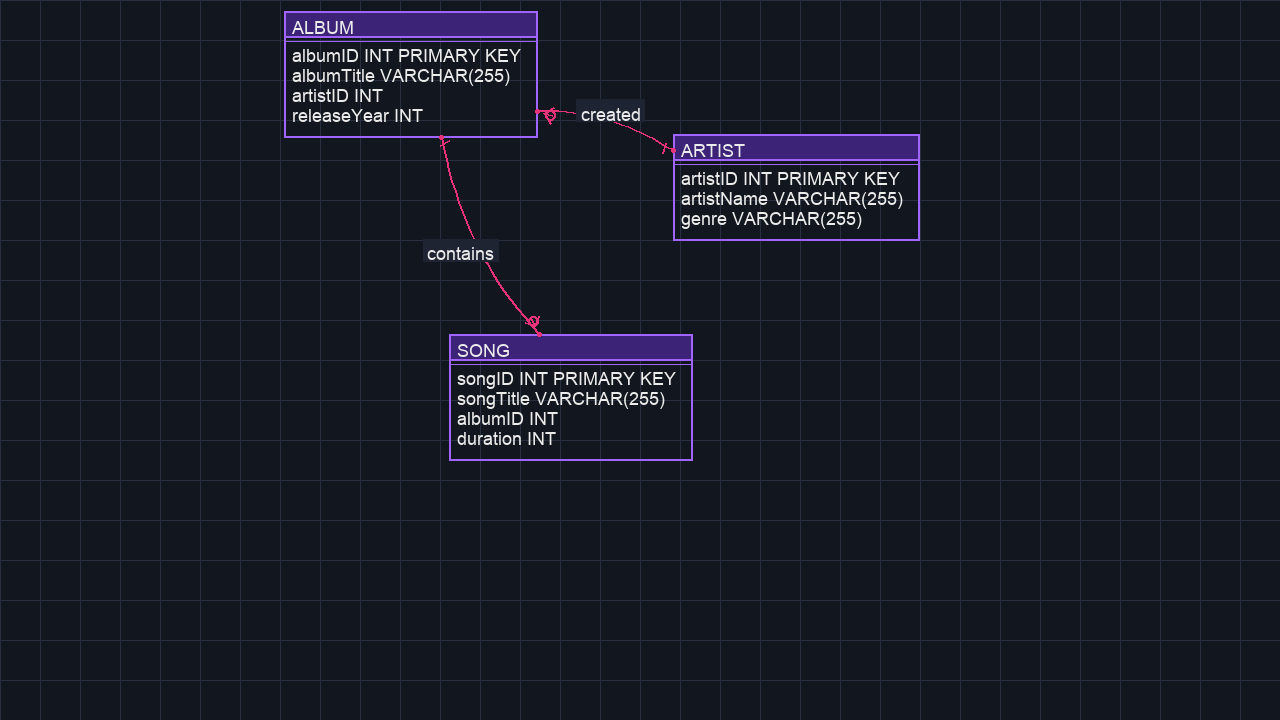 ALBUM
albumID INT PRIMARY KEY
albumTitle VARCHAR(255)
artistID INT
releaseYear INT
created
ARTIST
artistID INT PRIMARY KEY
artistName VARCHAR(255)
genre VARCHAR(255)
contains
SONG
songID INT PRIMARY KEY
songTitle VARCHAR(255)
albumID INT
duration INT